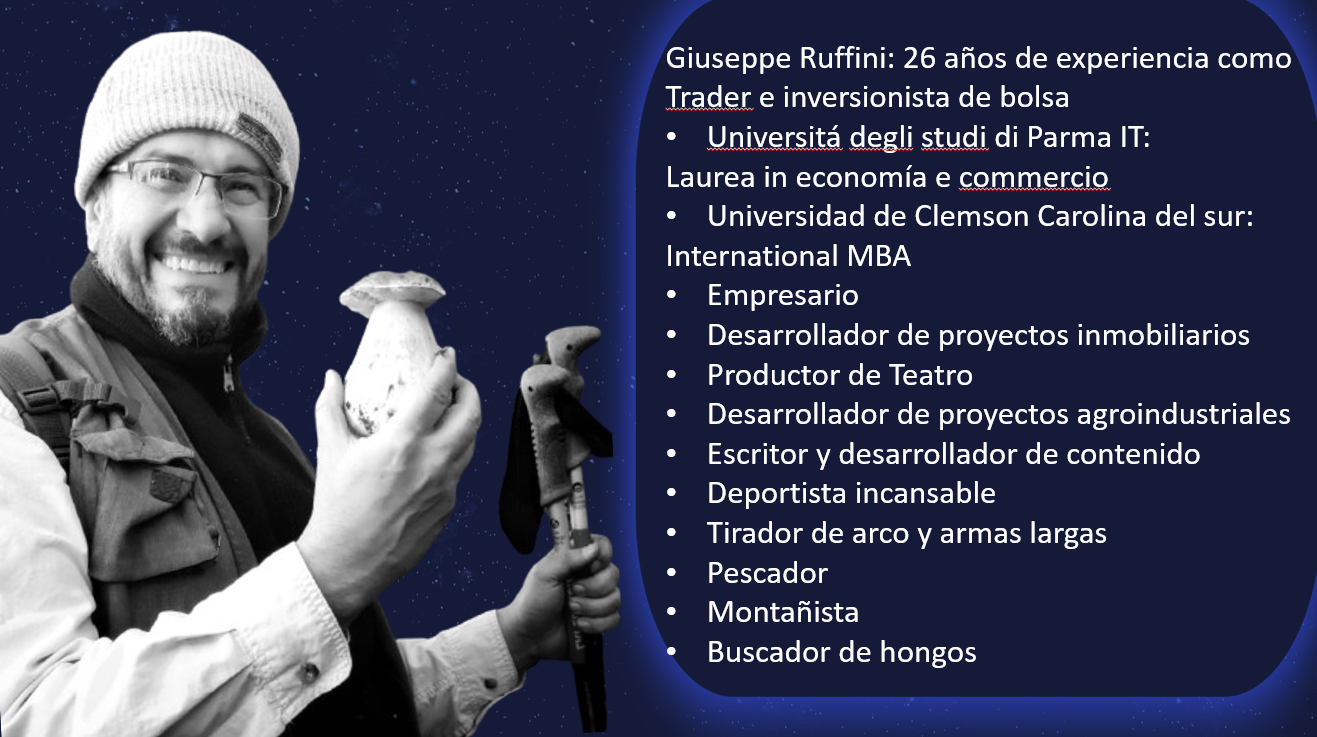 Giuseppe Ruffini: 26 años de experiencia como
Trader e inversionista de bolsa
• Universitá degli studi di Parma IT:
Laurea in economía e commercio
• Universidad de Clemson Carolina del sur:
International MBA
• Empresario
• Desarrollador de proyectos inmobiliarios
• Productor de Teatro
• Desarrollador de proyectos agroindustriales
• Escritor y desarrollador de contenido
• Deportista incansable
• Tirador de arco y armas largas
• Pescador
• Montañista
• Buscador de hongos